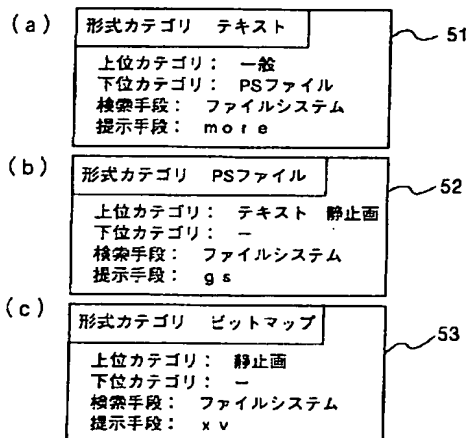 (a)
形式カテゴリ テキスト
51
上位カテゴリ： 一般
下位カテゴリ： PSファイル
検索手段： ファイルシステム
提示手段： more
(b)
形式カテゴリ PSファイル
52
上位カテゴリ： テキスト 静止画
下位カテゴリ： ー
検索手段： ファイルシステム
提示手段： gs
(c)
形式カテゴリ ビットマップ
53
上位カテゴリ： 静止画
下位カテゴリ： ー
検索手段： ファイルシステム
提示手段： xv